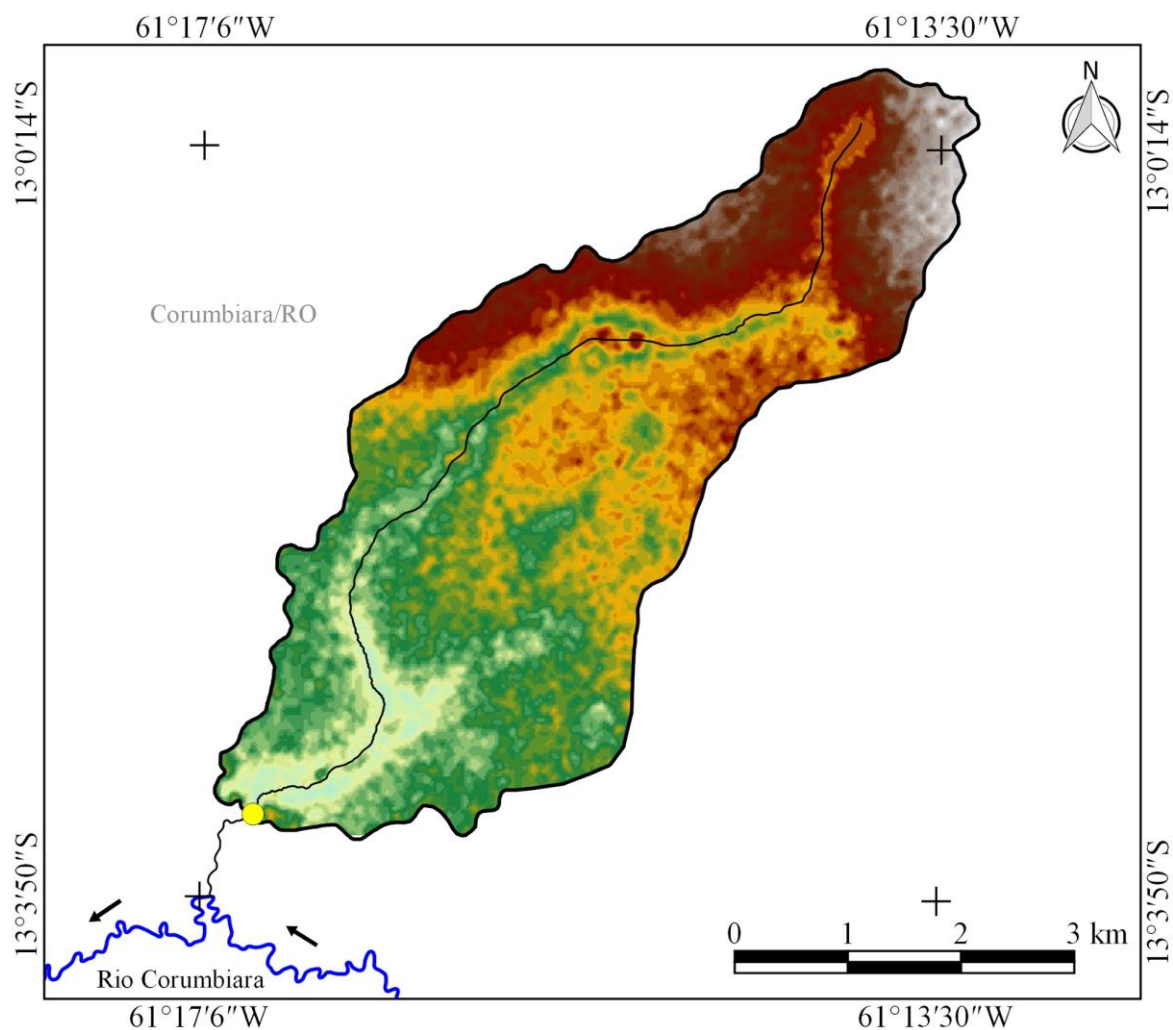 61°17′6″W
61°13′30″W
N
13°0′14″S
13°0′14″S
Corumbiara/RO
13°3′50″S
13°3′50″S
0 1 2 3 km
Rio Corumbiara
61°17′6″W
61°13′30″W